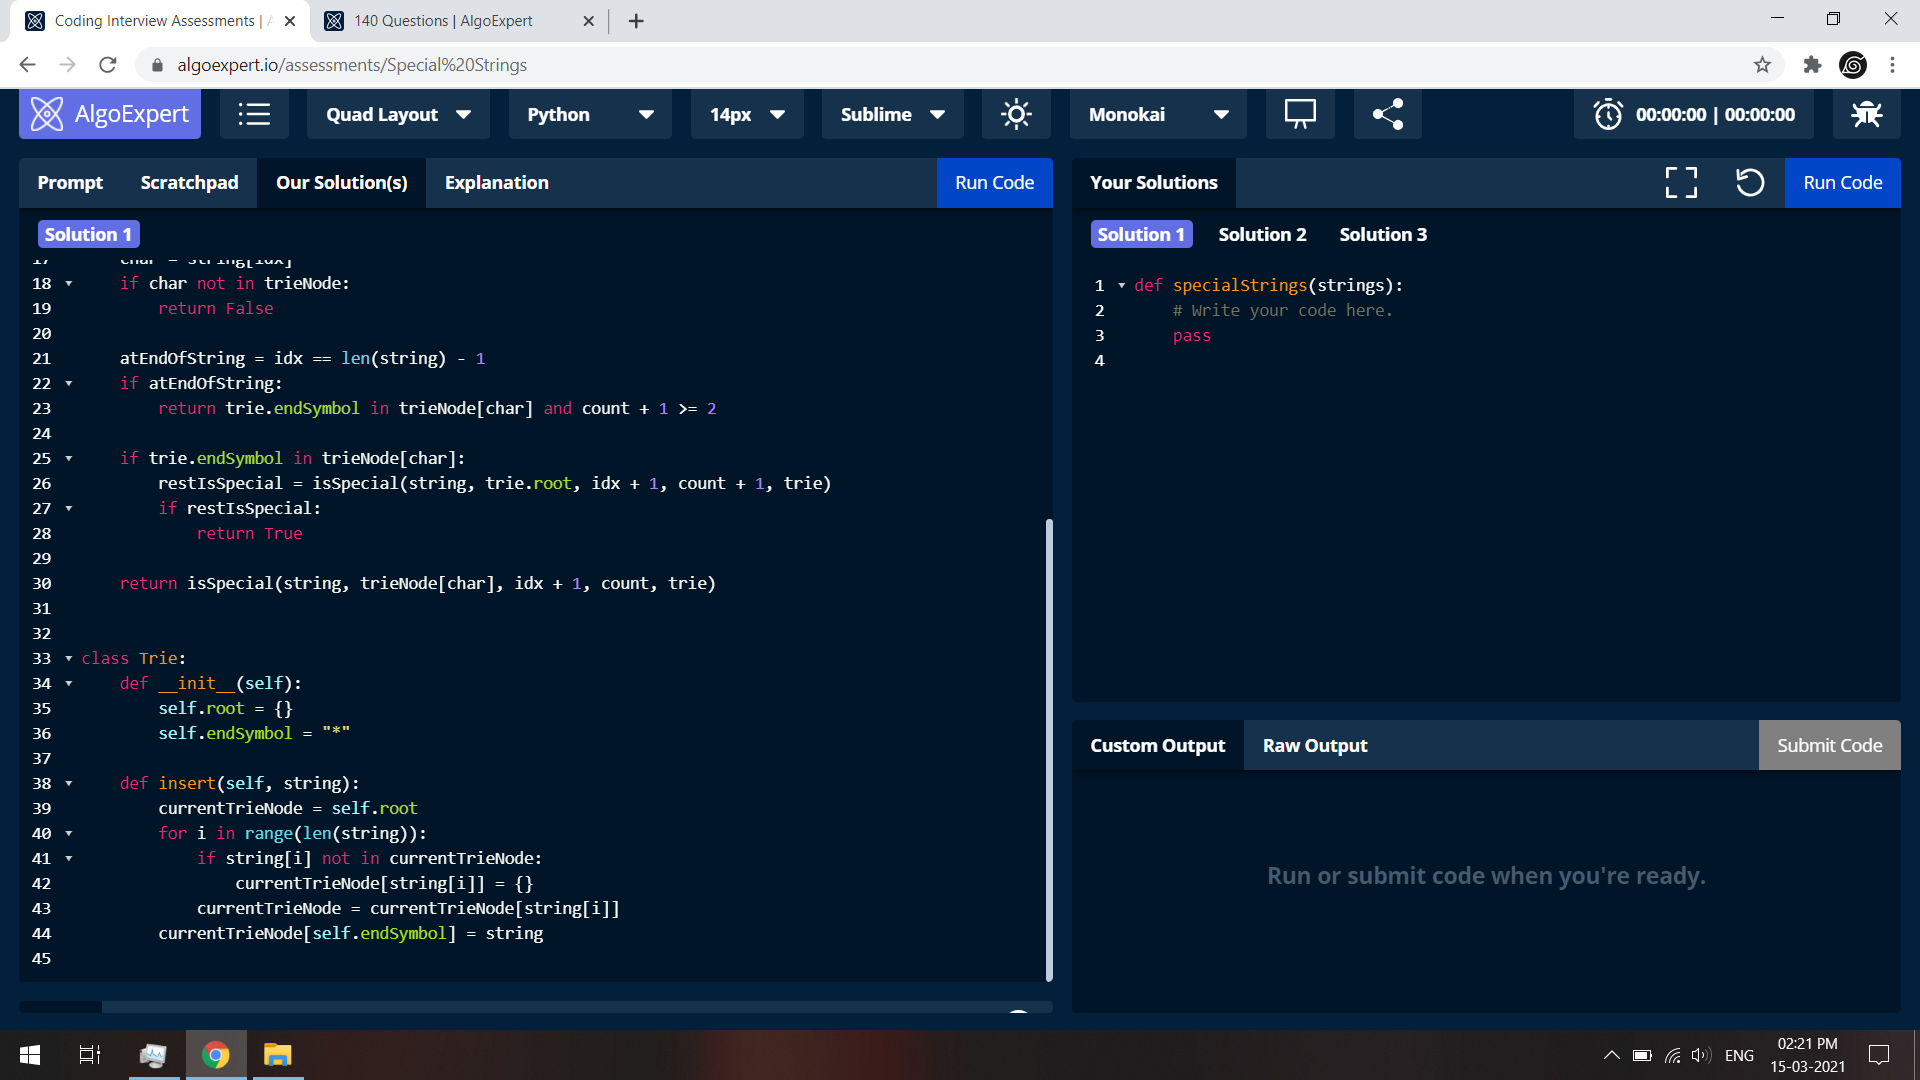 Coding Interview Assessments | A
140 Questions | AlgoExpert
algoexpert.io/assessments/Special%20Strings
AlgoExpert
Quad Layout
Python
14px
Sublime
Monokai
00:00:00 | 00:00:00
Prompt
Scratchpad
Our Solution(s)
Explanation
Run Code
Solution 1
17 char = string[idx]
18 if char not in trieNode:
19 return False
20
21 atEndOfString = idx == len(string) - 1
22 if atEndOfString:
23 return trie.endSymbol in trieNode[char] and count + 1 >= 2
24
25 if trie.endSymbol in trieNode[char]:
26 restIsSpecial = isSpecial(string, trie.root, idx + 1, count + 1, trie)
27 if restIsSpecial:
28 return True
29
30 return isSpecial(string, trieNode[char], idx + 1, count, trie)
31
32
33 class Trie:
34 def __init__(self):
35 self.root = {}
36 self.endSymbol = "*"
37
38 def insert(self, string):
39 currentTrieNode = self.root
40 for i in range(len(string)):
41 if string[i] not in currentTrieNode:
42 currentTrieNode[string[i]] = {}
43 currentTrieNode = currentTrieNode[string[i]]
44 currentTrieNode[self.endSymbol] = string
45
Your Solutions
Run Code
Solution 1
Solution 2
Solution 3
1 def specialStrings(strings):
2 # Write your code here.
3 pass
4
Custom Output
Raw Output
Submit Code
Run or submit code when you're ready.
ENG
02:21 PM
15-03-2021